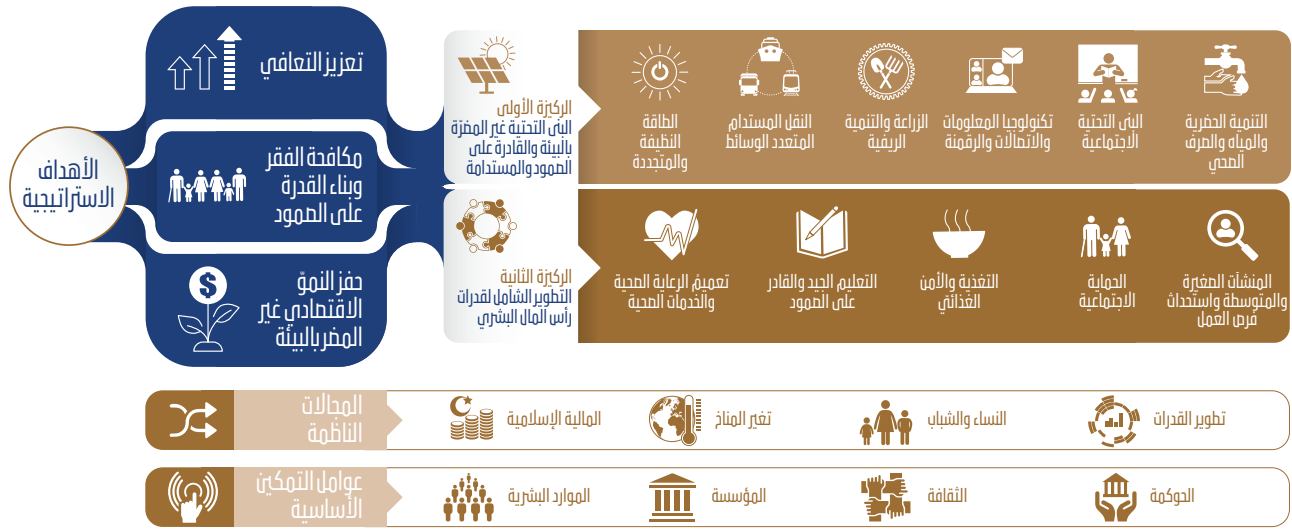 الأهداف
الاستراتيجية
تعزيز التعافي
مكافحة الفقر
وبناء القدرة
على الصمود
حفز النموّ
الاقتصادي غير
المضر بالبيئة
الركيزة الأولى
البنى التحتية غير المضرّة
بالبيئة والقادرة على
الصمود والمستدامة
الطاقة
النظيفة
والمتجددة
النقل المستدام
المتعدد الوسائط
الزراعة والتنمية
الريفية
تكنولوجيا المعلومات
والاتصالات والرقمنة
البنى التحتية
الاجتماعية
التنمية الحضرية
والمياه والصرف
الصحي
الركيزة الثانية
التطوير الشامل لقدرات
رأس المال البشري
تعميمُ الرعاية الصحية
والخدمات الصحية
التعليم الجيد والقادر
على الصمود
التغذية والأمن
الغذائي
الحماية
الاجتماعية
المنشآت الصغيرة
والمتوسطة واستحداث
فُرص العمل
المجالات
الناظمة
المالية الإسلامية
تغيّر المناخ
النساء والشباب
تطوير القدرات
عوامل التمكين
الأساسية
الموارد البشرية
المؤسسة
الثقافة
الحوكمة